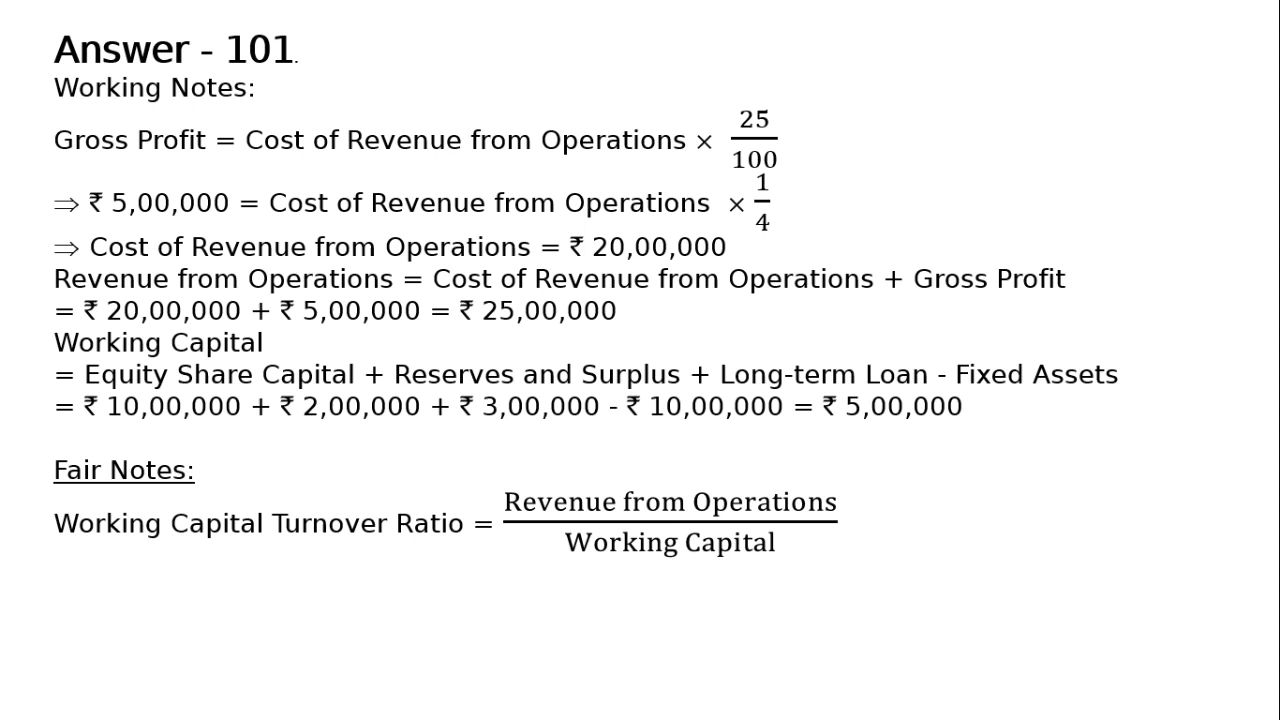 Answer - 101.
Working Notes:
Gross Profit = Cost of Revenue from Operations × 25/100
⇒ ₹ 5,00,000 = Cost of Revenue from Operations × 1/4
⇒ Cost of Revenue from Operations = ₹ 20,00,000
Revenue from Operations = Cost of Revenue from Operations + Gross Profit
= ₹ 20,00,000 + ₹ 5,00,000 = ₹ 25,00,000
Working Capital
= Equity Share Capital + Reserves and Surplus + Long-term Loan - Fixed Assets
= ₹ 10,00,000 + ₹ 2,00,000 + ₹ 3,00,000 - ₹ 10,00,000 = ₹ 5,00,000
Fair Notes:
Working Capital Turnover Ratio = Revenue from Operations/Working Capital